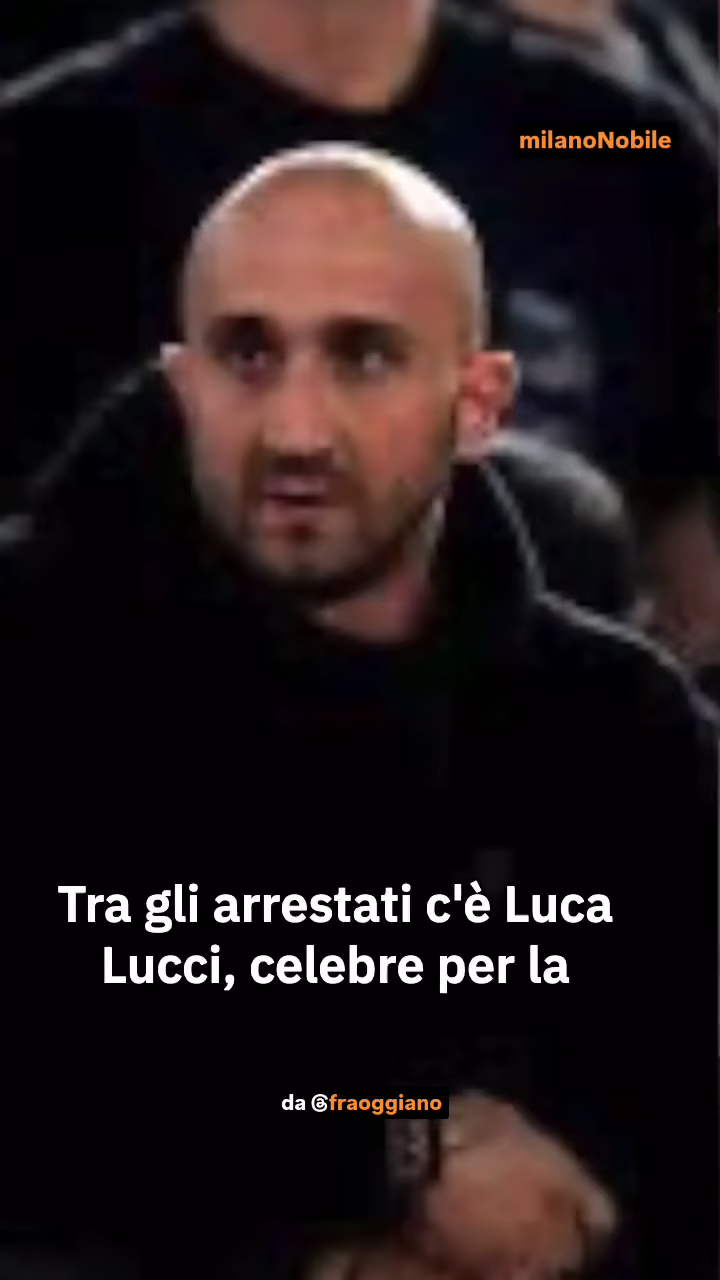 milanoNobile
Tra gli arrestati c'è Luca
Lucci, celebre per la
da @fraoggiano